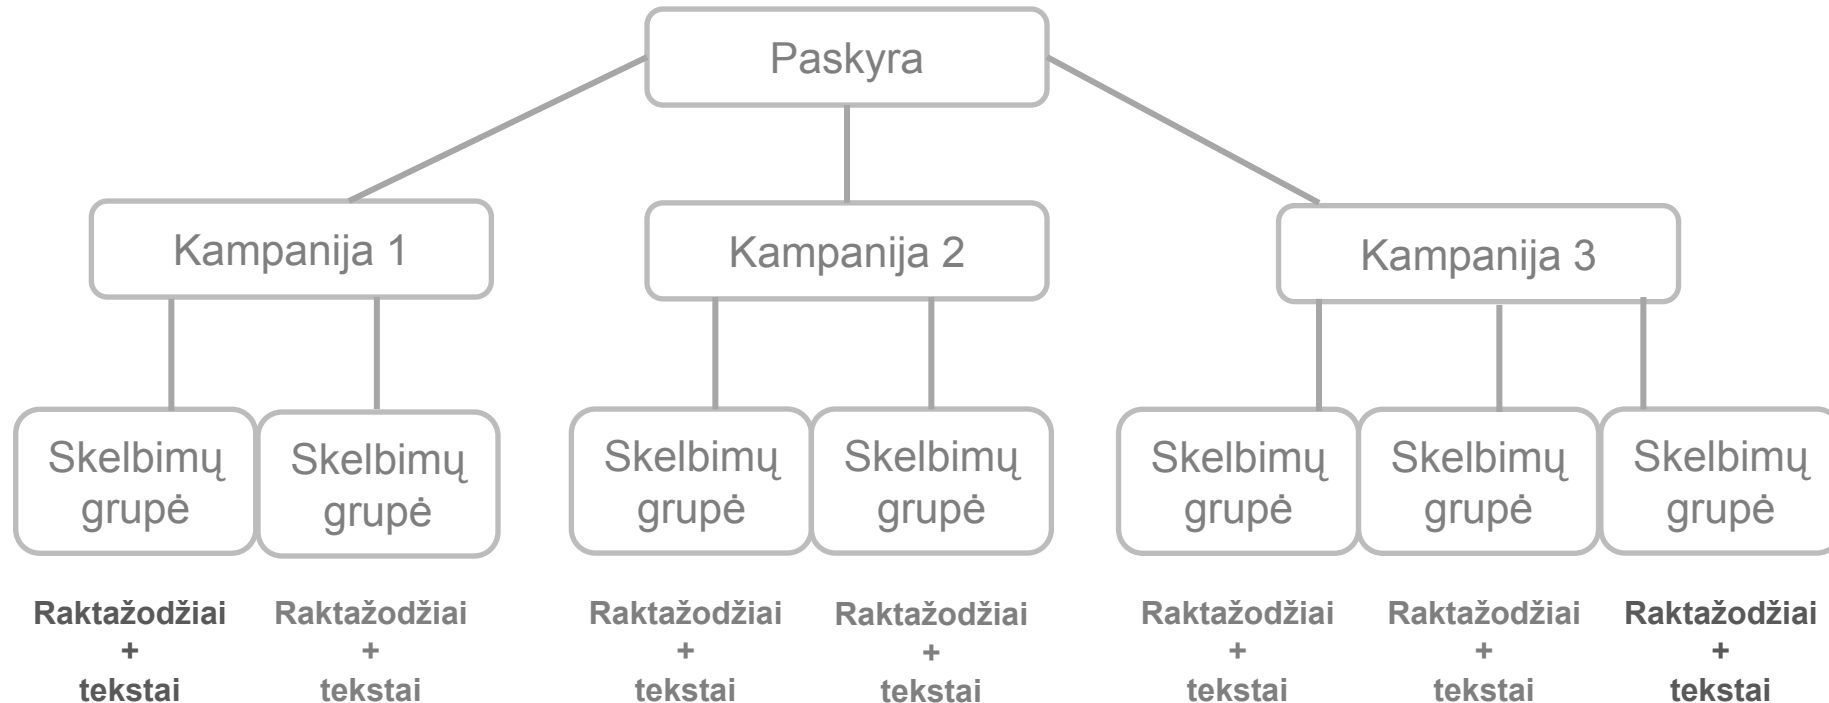 Paskyra
Kampanija 1
Kampanija 2
Kampanija 3
Skelbimų
grupė
Skelbimų
grupė
Skelbimų
grupė
Skelbimų
grupė
Skelbimų
grupė
Skelbimų
grupė
Skelbimų
grupė
Raktažodžiai
+
tekstai
Raktažodžiai
+
tekstai
Raktažodžiai
+
tekstai
Raktažodžiai
+
tekstai
Raktažodžiai
+
tekstai
Raktažodžiai
+
tekstai
Raktažodžiai
+
tekstai